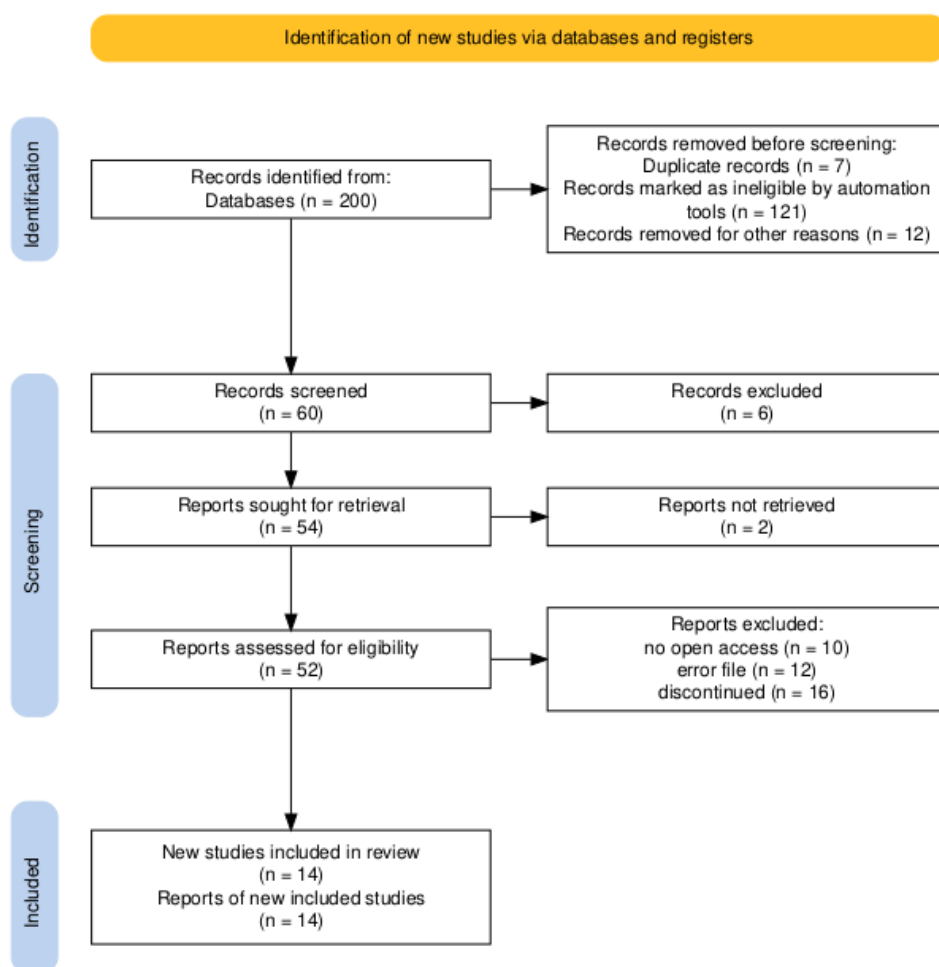 Identification of new studies via databases and registers
Identification
Records identified from:
Databases (n = 200)
Records removed before screening:
Duplicate records (n = 7)
Records marked as ineligible by automation
tools (n = 121)
Records removed for other reasons (n = 12)
Screening
Records screened
(n = 60)
Records excluded
(n = 6)
Reports sought for retrieval
(n = 54)
Reports not retrieved
(n = 2)
Reports assessed for eligibility
(n = 52)
Reports excluded:
no open access (n = 10)
error file (n = 12)
discontinued (n = 16)
Included
New studies included in review
(n = 14)
Reports of new included studies
(n = 14)